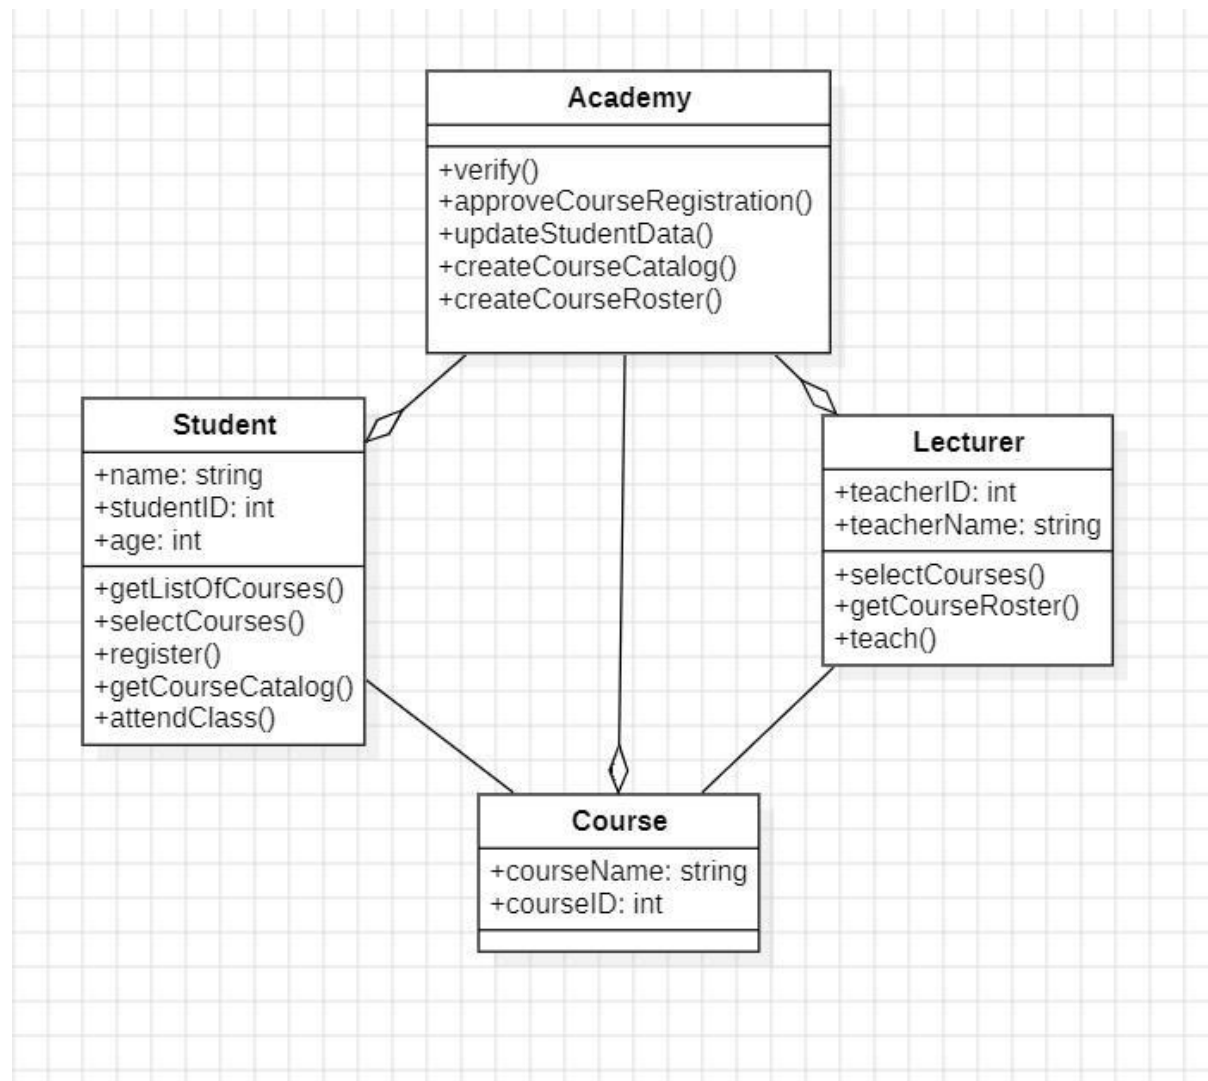 Academy
+verify()
+approveCourseRegistration()
+updateStudentData()
+createCourseCatalog()
+createCourseRoster()
Student
+name: string
+studentID: int
+age: int
+getListOfCourses()
+selectCourses()
+register()
+getCourseCatalog()
+attendClass()
Lecturer
+teacherID: int
+teacherName: string
+selectCourses()
+getCourseRoster()
+teach()
Course
+courseName: string
+courseID: int